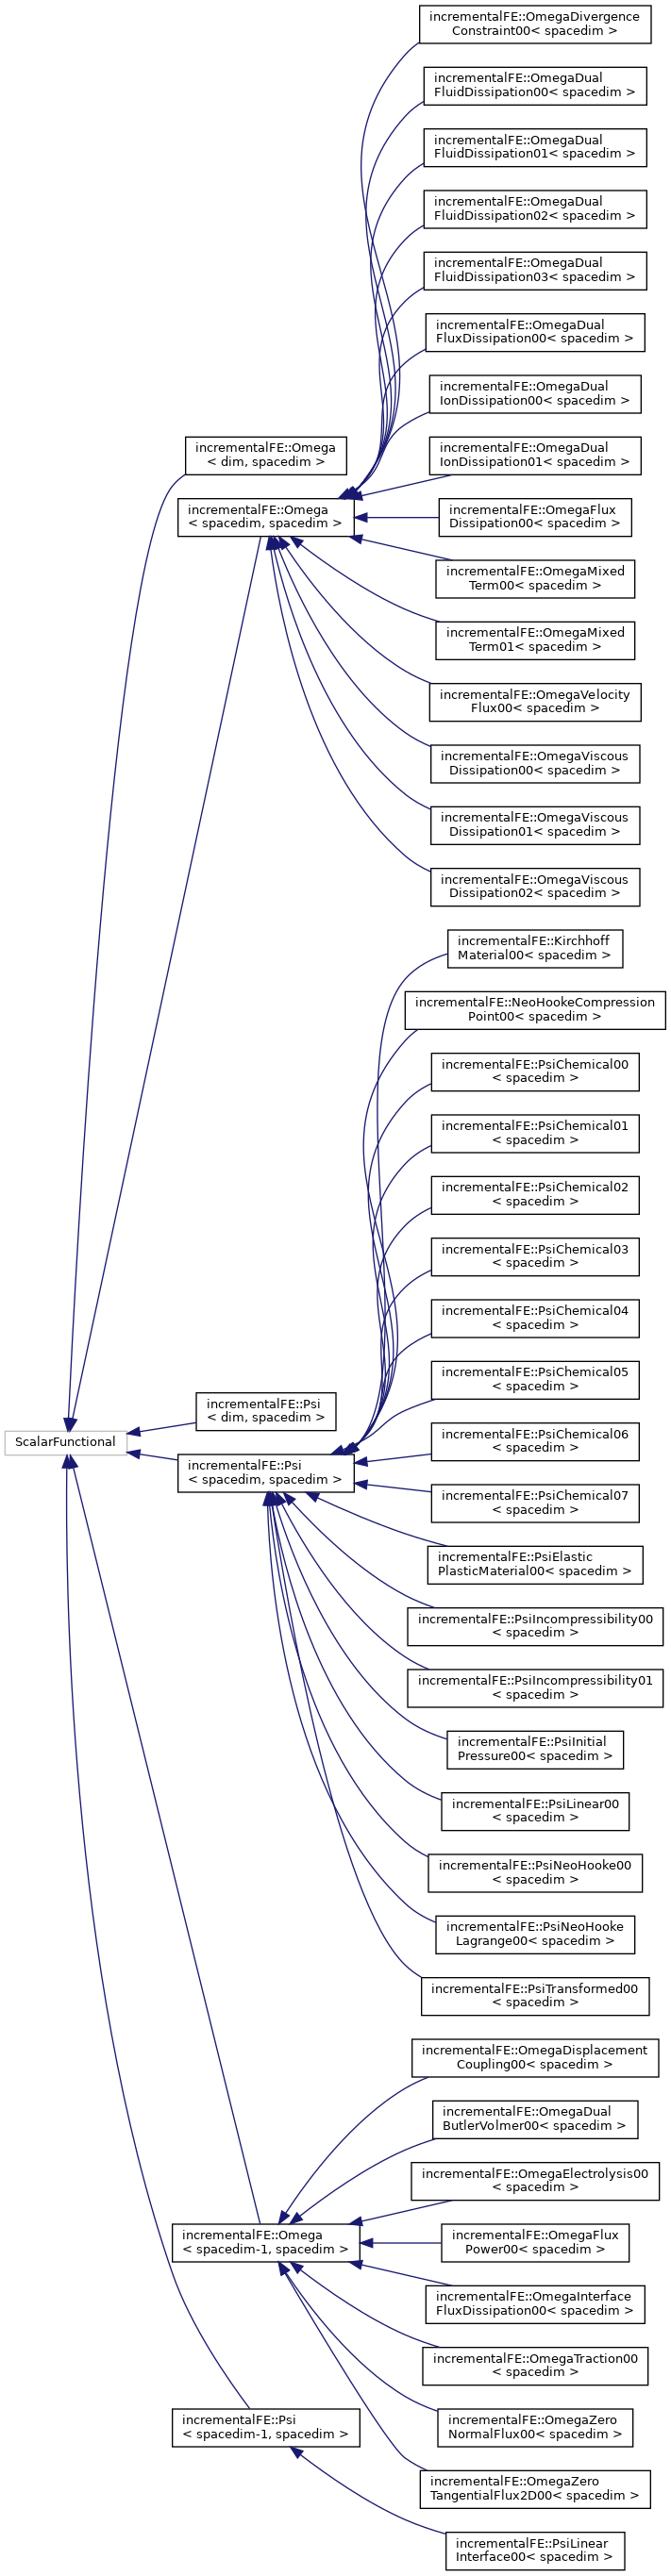 incrementalFE::OmegaDivergence
Constraint00< spacedim >
incrementalFE::OmegaDual
FluidDissipation00< spacedim >
incrementalFE::OmegaDual
FluidDissipation01< spacedim >
incrementalFE::OmegaDual
FluidDissipation02< spacedim >
incrementalFE::OmegaDual
FluidDissipation03< spacedim >
incrementalFE::OmegaDual
FluxDissipation00< spacedim >
incrementalFE::OmegaDual
IonDissipation00< spacedim >
incrementalFE::Omega
< dim, spacedim >
incrementalFE::OmegaDual
IonDissipation01< spacedim >
incrementalFE::Omega
< spacedim, spacedim >
incrementalFE::OmegaFlux
Dissipation00< spacedim >
incrementalFE::OmegaMixed
Term00< spacedim >
incrementalFE::OmegaMixed
Term01< spacedim >
incrementalFE::OmegaVelocity
Flux00< spacedim >
incrementalFE::OmegaViscous
Dissipation00< spacedim >
incrementalFE::OmegaViscous
Dissipation01< spacedim >
incrementalFE::OmegaViscous
Dissipation02< spacedim >
incrementalFE::Kirchhoff
Material00< spacedim >
incrementalFE::NeoHookeCompression
Point00< spacedim >
incrementalFE::PsiChemical00
< spacedim >
incrementalFE::PsiChemical01
< spacedim >
incrementalFE::PsiChemical02
< spacedim >
incrementalFE::PsiChemical03
< spacedim >
incrementalFE::PsiChemical04
< spacedim >
incrementalFE::PsiChemical05
< spacedim >
incrementalFE::Psi
< dim, spacedim >
ScalarFunctional
incrementalFE::PsiChemical06
< spacedim >
incrementalFE::Psi
< spacedim, spacedim >
incrementalFE::PsiChemical07
< spacedim >
incrementalFE::PsiElastic
PlasticMaterial00< spacedim >
incrementalFE::PsiIncompressibility00
< spacedim >
incrementalFE::PsiIncompressibility01
< spacedim >
incrementalFE::PsiInitial
Pressure00< spacedim >
incrementalFE::PsiLinear00
< spacedim >
incrementalFE::PsiNeoHooke00
< spacedim >
incrementalFE::PsiNeoHooke
Lagrange00< spacedim >
incrementalFE::PsiTransformed00
< spacedim >
incrementalFE::OmegaDisplacement
Coupling00< spacedim >
incrementalFE::OmegaDual
ButlerVolmer00< spacedim >
incrementalFE::OmegaElectrolysis00
< spacedim >
incrementalFE::Omega
< spacedim-1, spacedim >
incrementalFE::OmegaFlux
Power00< spacedim >
incrementalFE::OmegaInterface
FluxDissipation00< spacedim >
incrementalFE::OmegaTraction00
< spacedim >
incrementalFE::Psi
< spacedim-1, spacedim >
incrementalFE::OmegaZero
NormalFlux00< spacedim >
incrementalFE::OmegaZero
TangentialFlux2D00< spacedim >
incrementalFE::PsiLinear
Interface00< spacedim >